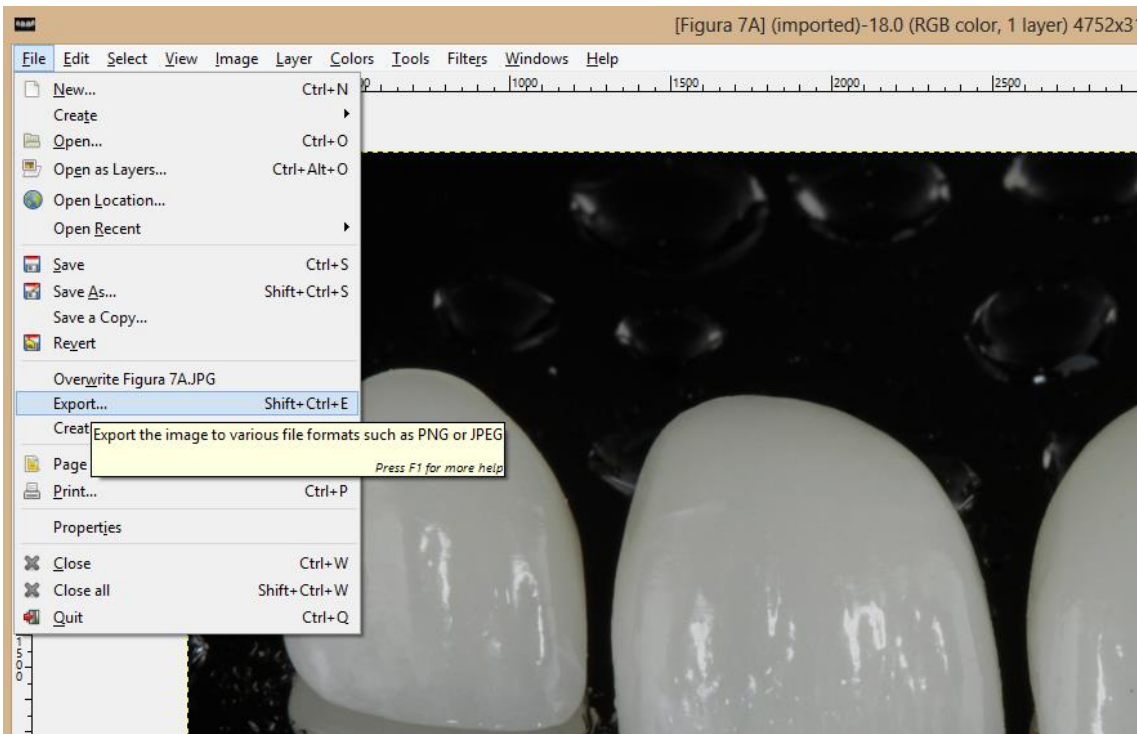 [Figura 7A] (imported)-18.0 (RGB color, 1 layer) 4752x31
File Edit Select View Image Layer Colors Tools Filters Windows Help
1000 1500 2000 2500
New... Ctrl+N
Create
Open... Ctrl+O
Open as Layers... Ctrl+Alt+O
Open Location...
Open Recent
Save Ctrl+S
Save As... Shift+Ctrl+S
Save a Copy...
Revert
Overwrite Figura 7A.JPG
Export... Shift+Ctrl+E
Creat
Export the image to various file formats such as PNG or JPEG
Press F1 for more help
Page
Print... Ctrl+P
Properties
Close Ctrl+W
Close all Shift+Ctrl+W
Quit Ctrl+Q
1
5
0
0